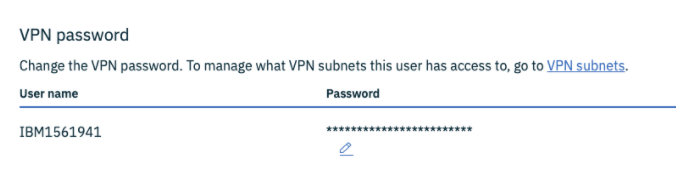 VPN password
Change the VPN password. To manage what VPN subnets this user has access to, go to VPN subnets.
User name Password
IBM1561941 ************************